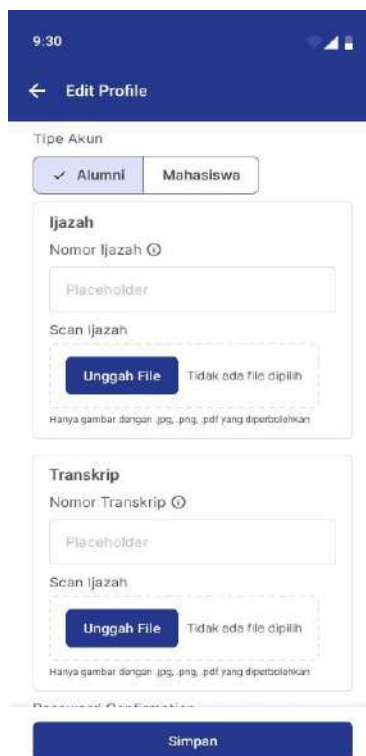 9:30
Edit Profile
Tipe Akun
Alumni Mahasiswa
Ijazah
Nomor Ijazah
Placeholder
Scan Ijazah
Unggah File Tidak ada file dipilih
Hanya gambar dengan .jpg, .png, .pdf yang diperbolehkan
Transkrip
Nomor Transkrip
Placeholder
Scan Ijazah
Unggah File Tidak ada file dipilih
Hanya gambar dengan .jpg, .png, .pdf yang diperbolehkan
Password Confirmation
Simpan